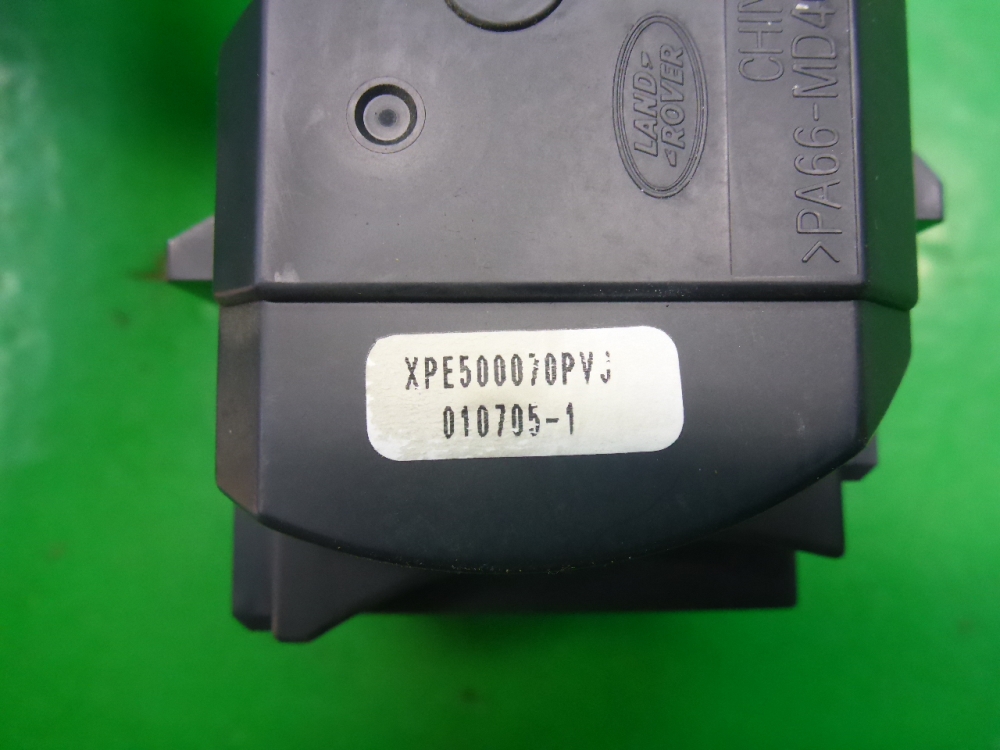 LAND
ROVER
CHIN
>PA66-MD4
XPE500070PVJ
010705-1